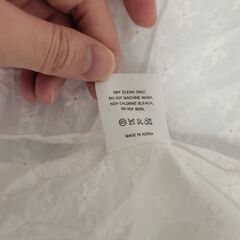 DRY CLEAN ONLY.
DO NOT MACHINE WASH.
NON CHLORINE BLEACH.
DO NOT IRON.
MADE IN KOREA